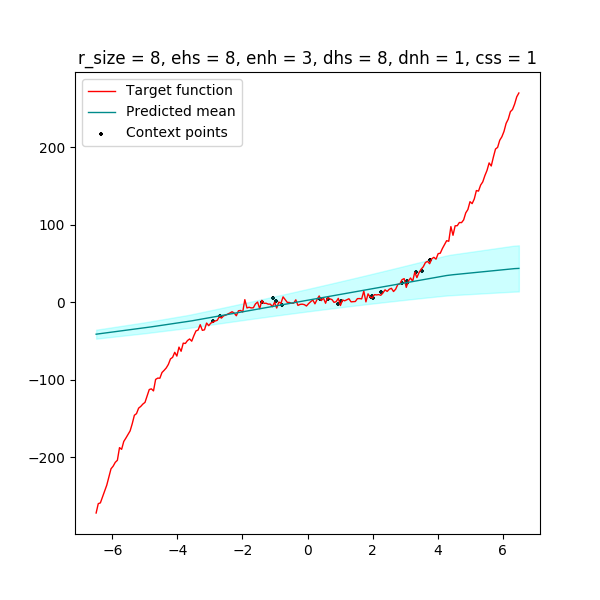 r_size = 8, ehs = 8, enh = 3, dhs = 8, dnh = 1, css = 1
Target function
Predicted mean
Context points
200
100
0
−100
−200
−6 −4 −2 0 2 4 6